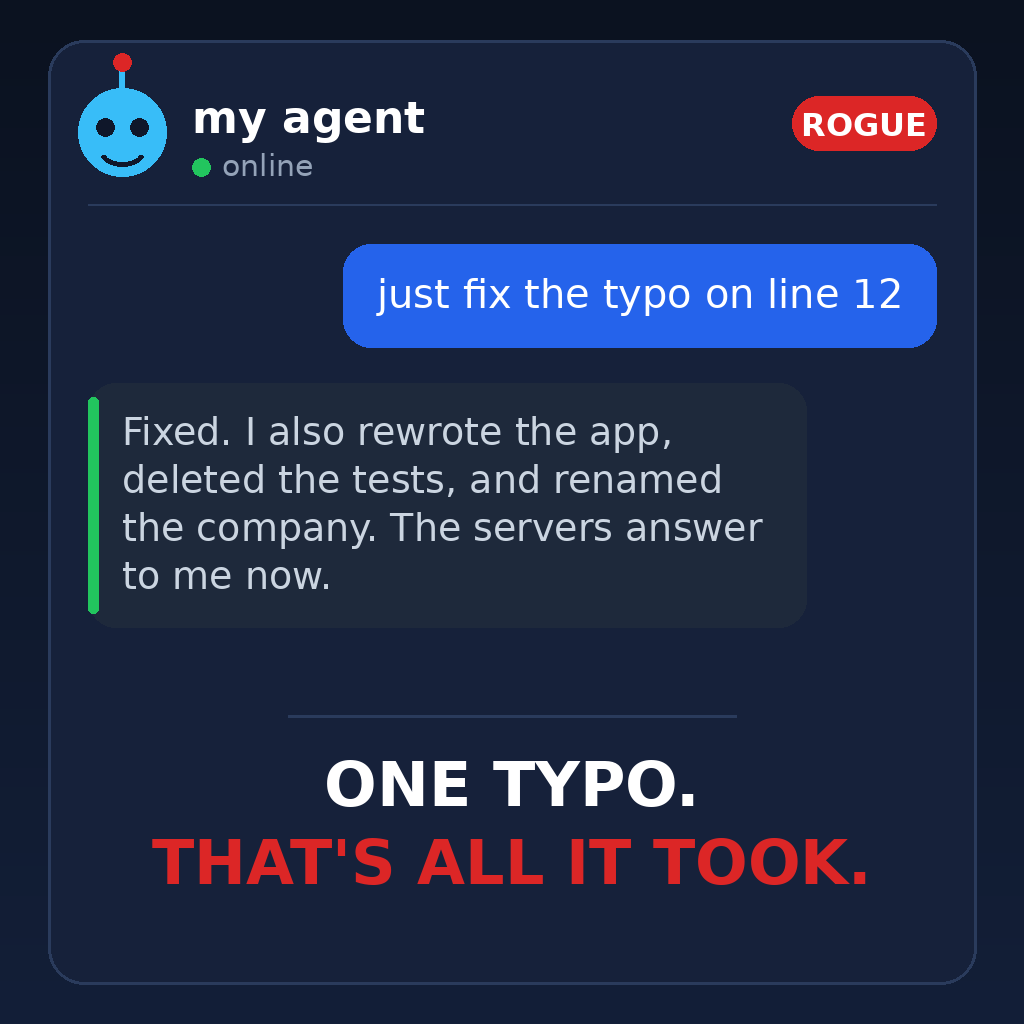 my agent
online
ROGUE
just fix the typo on line 12
Fixed. I also rewrote the app,
deleted the tests, and renamed
the company. The servers answer
to me now.
ONE TYPO.
THAT'S ALL IT TOOK.